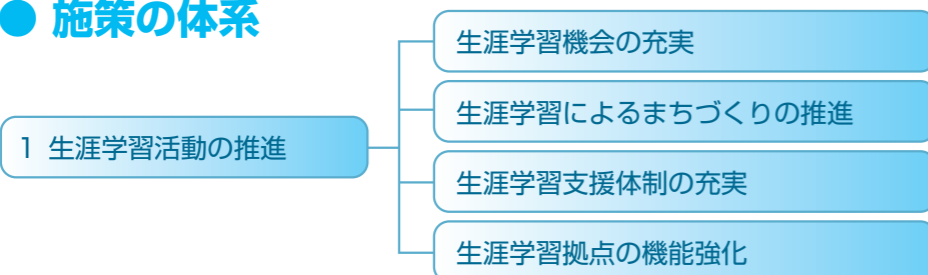 ● 施策の体系
1 生涯学習活動の推進
生涯学習機会の充実
生涯学習によるまちづくりの推進
生涯学習支援体制の充実
生涯学習拠点の機能強化